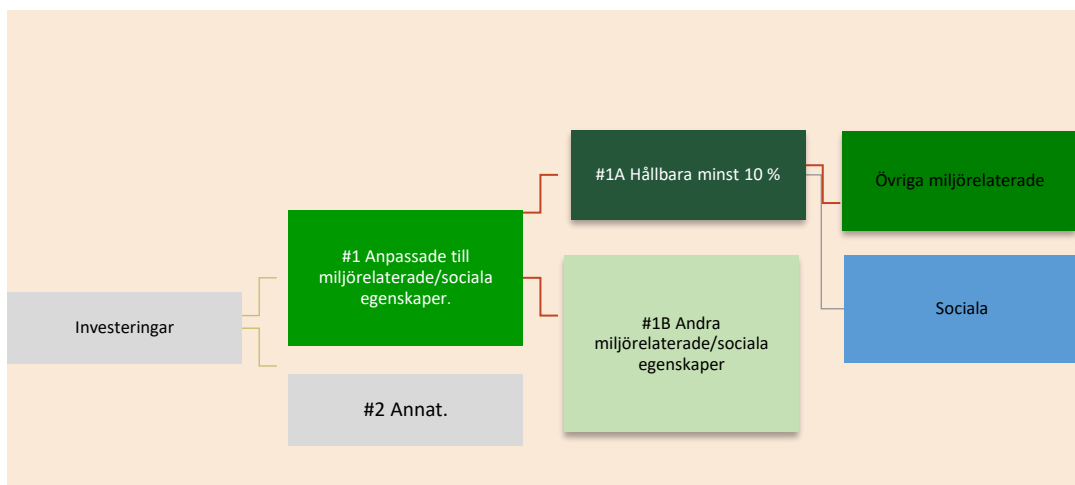 Investeringar
#1 Anpassade till
miljörelaterade/sociala
egenskaper.
#2 Annat.
#1A Hållbara minst 10 %
#1B Andra
miljörelaterade/sociala
egenskaper
Övriga miljörelaterade
Sociala